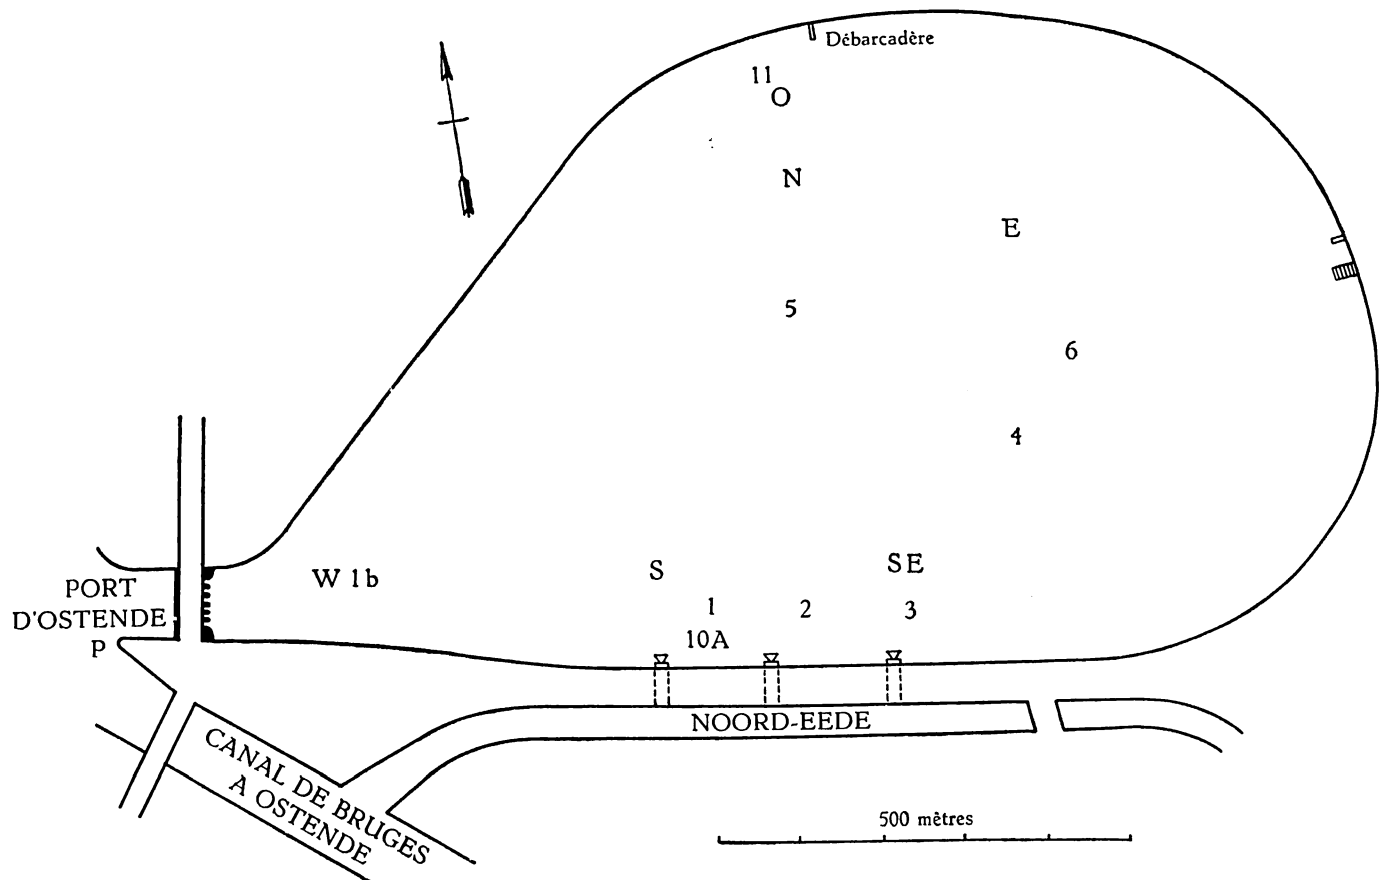 Débarcadère
11
O
N
E
5
6
4
W 1b
S
SE
PORT
D'OSTENDE
P
1
2
3
10A
NOORD-EEDE
CANAL DE BRUGES
A OSTENDE
500 mêtres